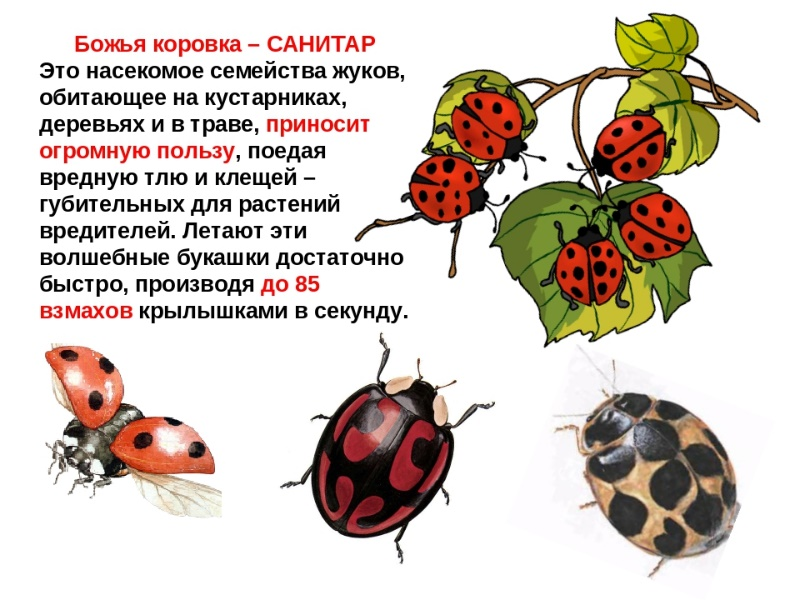 Божья коровка – САНИТАР
Это насекомое семейства жуков,
обитающее на кустарниках,
деревьях и в траве, приносит
огромную пользу, поедая
вредную тлю и клещей –
губительных для растений
вредителей. Летают эти
волшебные букашки достаточно
быстро, производя до 85
взмахов крылышками в секунду.